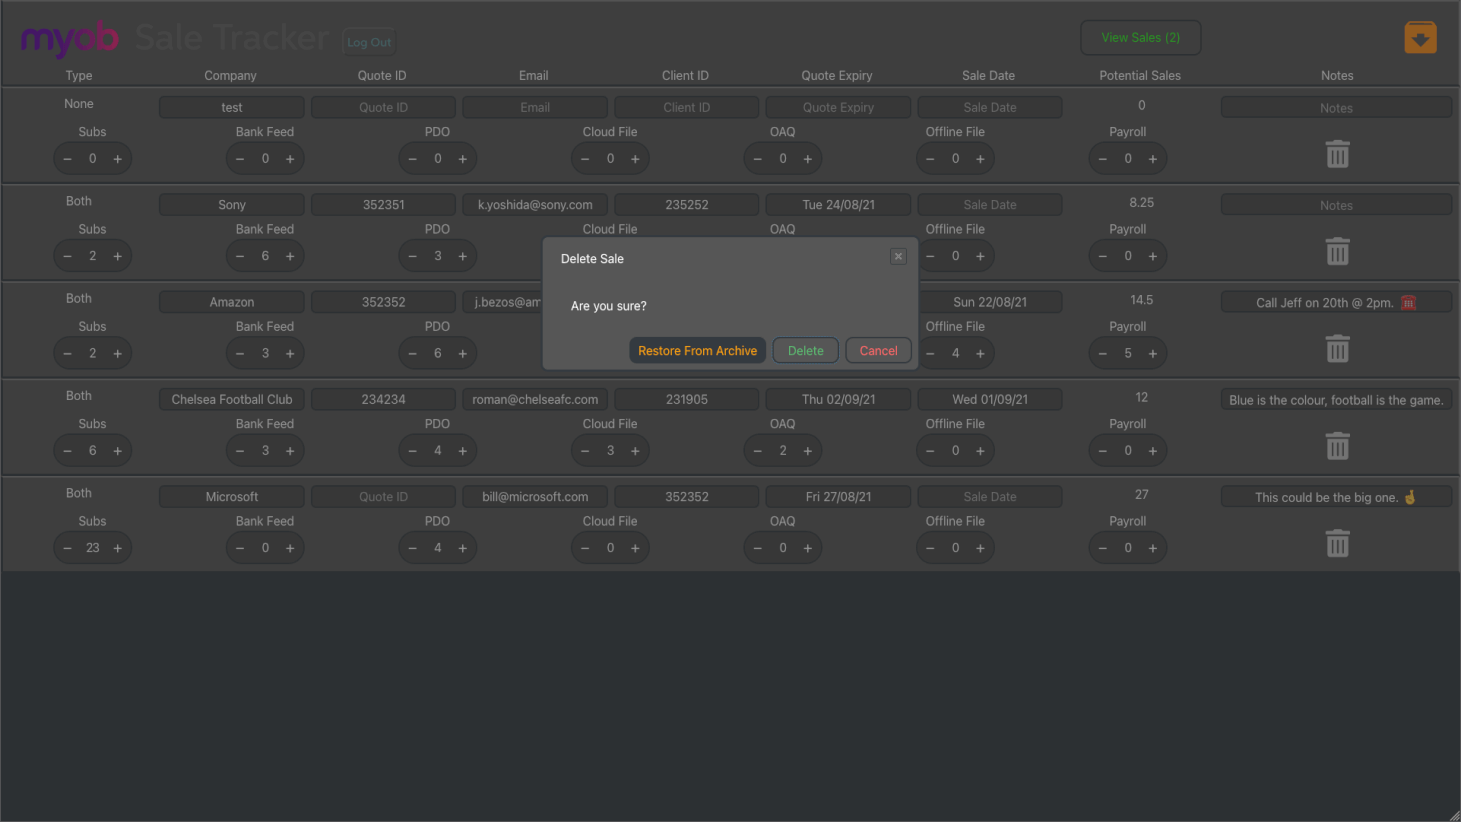 myob Sale Tracker Log Out View Sales (2)
Type Company Quote ID Email Client ID Quote Expiry Sale Date Potential Sales Notes
None test Quote ID Email Client ID Quote Expiry Sale Date 0 Notes
Subs Bank Feed PDO Cloud File OAQ Offline File Payroll
− 0 + − 0 + − 0 + − 0 + − 0 + − 0 + − 0 +
Both Sony 352351 k.yoshida@sony.com 235252 Tue 24/08/21 Sale Date 8.25 Notes
Subs Bank Feed PDO Cloud File OAQ Offline File Payroll
− 2 + − 6 + − 3 + − 0 + − 0 +
Delete Sale ×
Are you sure?
Restore From Archive Delete Cancel
Both Amazon 352352 j.bezos@am Sun 22/08/21 14.5 Call Jeff on 20th @ 2pm. ☎️
Subs Bank Feed PDO Offline File Payroll
− 2 + − 3 + − 6 + − 4 + − 5 +
Both Chelsea Football Club 234234 roman@chelseafc.com 231905 Thu 02/09/21 Wed 01/09/21 12 Blue is the colour, football is the game.
Subs Bank Feed PDO Cloud File OAQ Offline File Payroll
− 6 + − 3 + − 4 + − 3 + − 2 + − 0 + − 0 +
Both Microsoft Quote ID bill@microsoft.com 352352 Fri 27/08/21 Sale Date 27 This could be the big one. 🤞
Subs Bank Feed PDO Cloud File OAQ Offline File Payroll
− 23 + − 0 + − 4 + − 0 + − 0 + − 0 + − 0 +